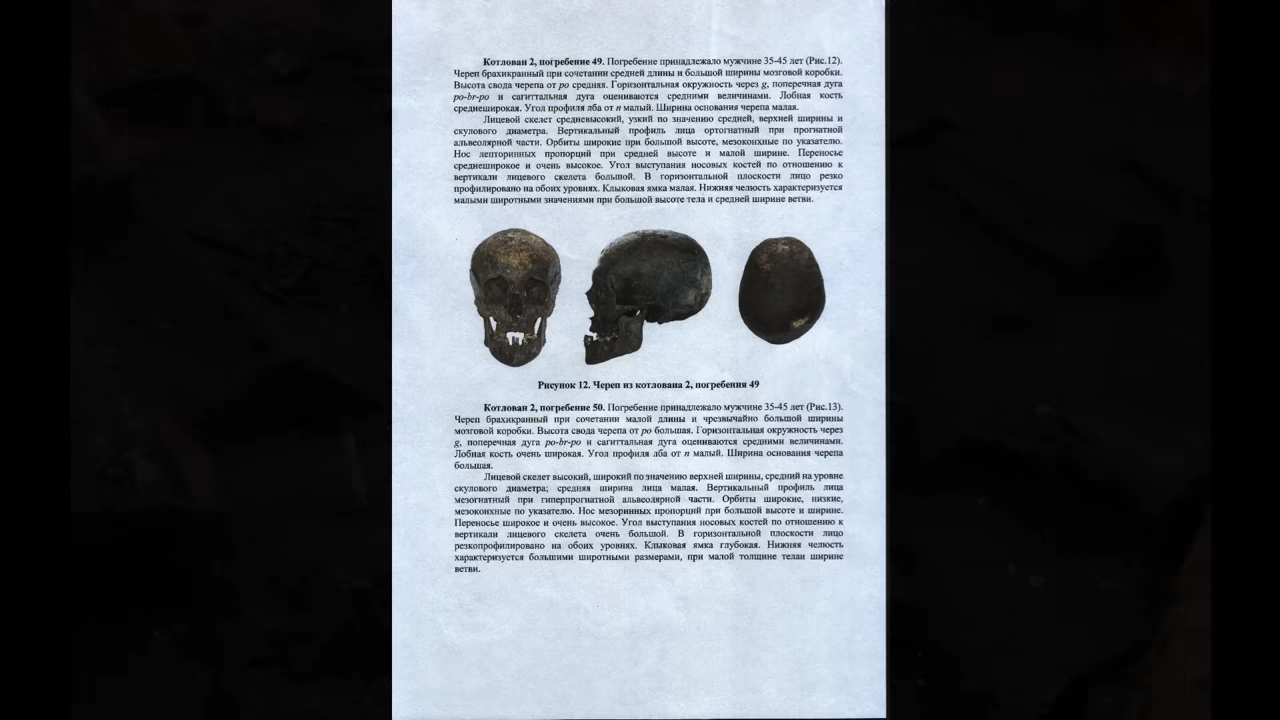 Котлован 2, погребение 49. Погребение принадлежало мужчине 35-45 лет (Рис.12).
Череп брахикранный при сочетании средней длины и большой ширины мозговой коробки.
Высота свода черепа от po средняя. Горизонтальная окружность через g, поперечная дуга
po-br-po и сагиттальная дуга оцениваются средними величинами. Лобная кость
среднеширокая. Угол профиля лба от n малый. Ширина основания черепа малая.
Лицевой скелет средневысокий, узкий по значению средней, верхней ширины и
скулового диаметра. Вертикальный профиль лица ортогнатный при прогнатной
альвеолярной части. Орбиты широкие при большой высоте, мезоконхные по указателю.
Нос лепторинных пропорций при средней высоте и малой ширине. Переносье
среднеширокое и очень высокое. Угол выступания носовых костей по отношению к
вертикали лицевого скелета большой. В горизонтальной плоскости лицо резко
профилировано на обоих уровнях. Клыковая ямка малая. Нижняя челюсть характеризуется
малыми широтными значениями при большой высоте тела и средней ширине ветви.
Рисунок 12. Череп из котлована 2, погребения 49
Котлован 2, погребение 50. Погребение принадлежало мужчине 35-45 лет (Рис.13).
Череп брахикранный при сочетании малой длины и чрезвычайно большой ширины
мозговой коробки. Высота свода черепа от po большая. Горизонтальная окружность через
g, поперечная дуга po-br-po и сагиттальная дуга оцениваются средними величинами.
Лобная кость очень широкая. Угол профиля лба от n малый. Ширина основания черепа
большая.
Лицевой скелет высокий, широкий по значению верхней ширины, средний на уровне
скулового диаметра; средняя ширина лица малая. Вертикальный профиль лица
мезогнатный при гиперпрогнатной альвеолярной части. Орбиты широкие, низкие,
мезоконхные по указателю. Нос мезоринных пропорций при большой высоте и ширине.
Переносье широкое и очень высокое. Угол выступания носовых костей по отношению к
вертикали лицевого скелета очень большой. В горизонтальной плоскости лицо
резкопрофилировано на обоих уровнях. Клыковая ямка глубокая. Нижняя челюсть
характеризуется большими широтными размерами, при малой толщине телаи ширине
ветви.